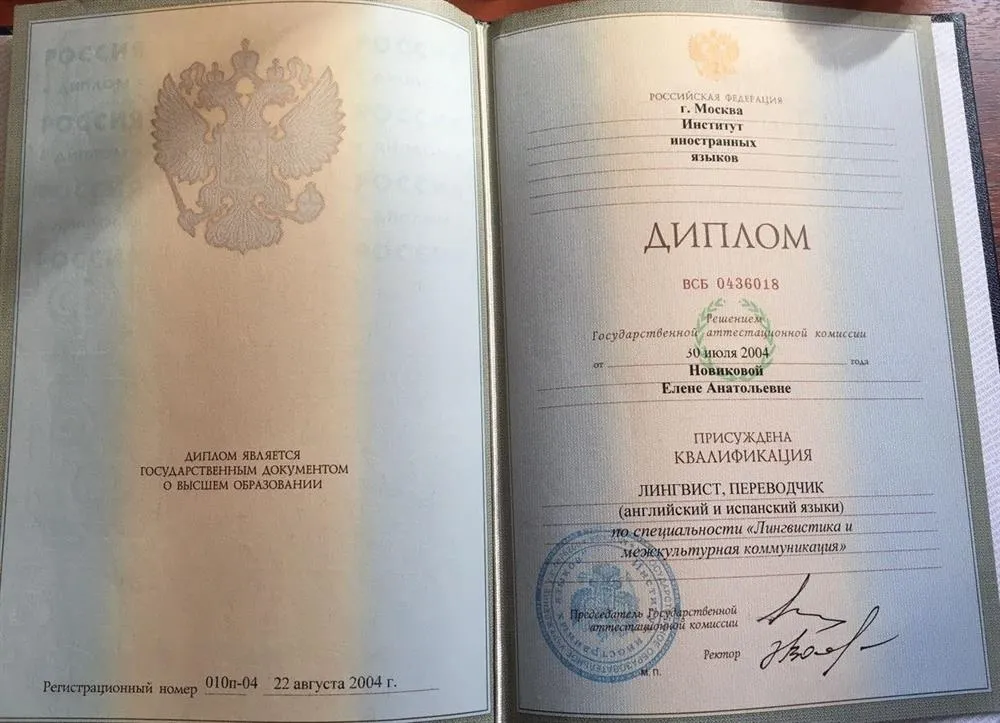 ДИПЛОМ ЯВЛЯЕТСЯ
ГОСУДАРСТВЕННЫМ ДОКУМЕНТОМ
О ВЫСШЕМ ОБРАЗОВАНИИ
Регистрационный номер 010п-04 22 августа 2004 г.
РОССИЙСКАЯ ФЕДЕРАЦИЯ
г. Москва
Институт
иностранных
языков
ДИПЛОМ
ВСБ 0436018
Решением
Государственной аттестационной комиссии
от 30 июля 2004 года
Новиковой
Елене Анатольевне
ПРИСУЖДЕНА
КВАЛИФИКАЦИЯ
ЛИНГВИСТ, ПЕРЕВОДЧИК
(английский и испанский языки)
по специальности «Лингвистика и
межкультурная коммуникация»
Председатель Государственной
аттестационной комиссии
Ректор
М. П.